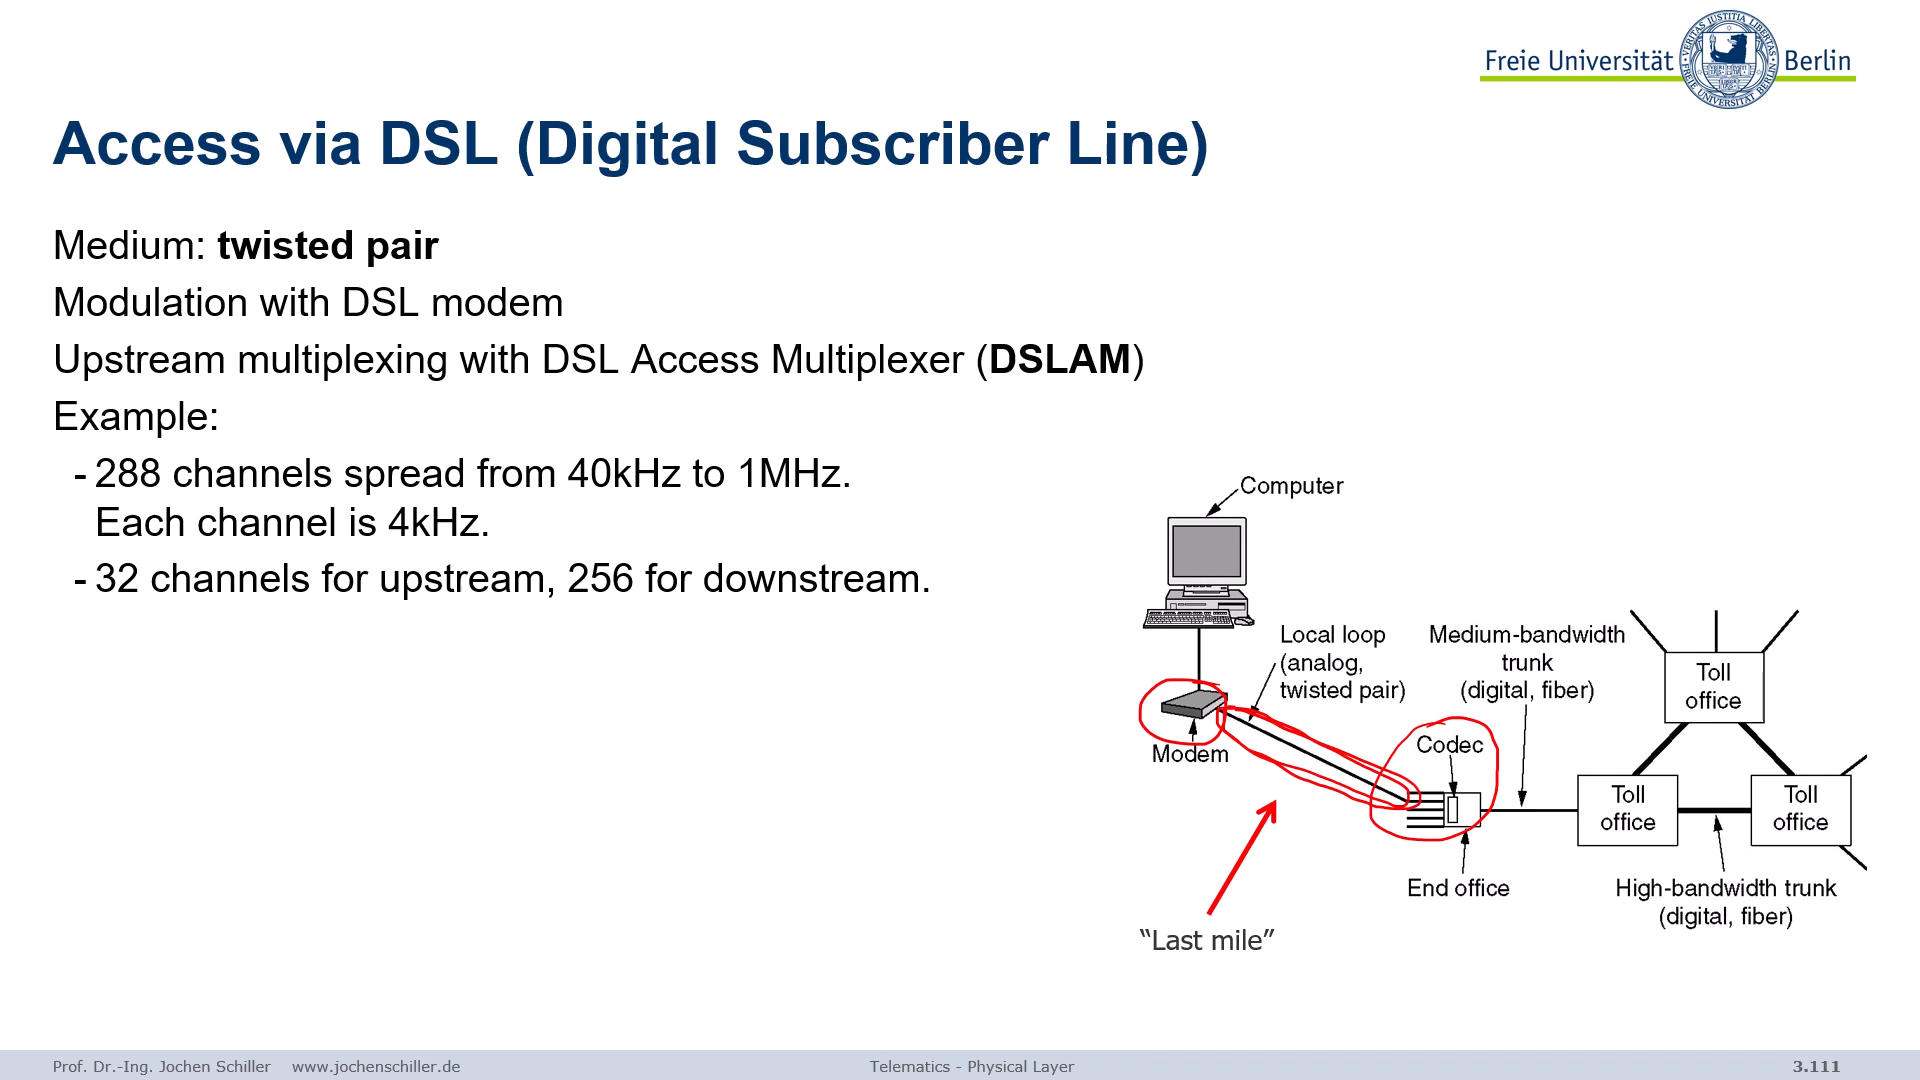 Freie Universität Berlin
Access via DSL (Digital Subscriber Line)
Medium: twisted pair
Modulation with DSL modem
Upstream multiplexing with DSL Access Multiplexer (DSLAM)
Example:
- 288 channels spread from 40kHz to 1MHz.
Each channel is 4kHz.
- 32 channels for upstream, 256 for downstream.
Computer
Local loop
(analog,
twisted pair)
Medium-bandwidth
trunk
(digital, fiber)
Toll
office
Modem
Codec
Toll
office
Toll
office
End office
High-bandwidth trunk
(digital, fiber)
“Last mile”
Prof. Dr.-Ing. Jochen Schiller www.jochenschiller.de
Telematics - Physical Layer
3.111